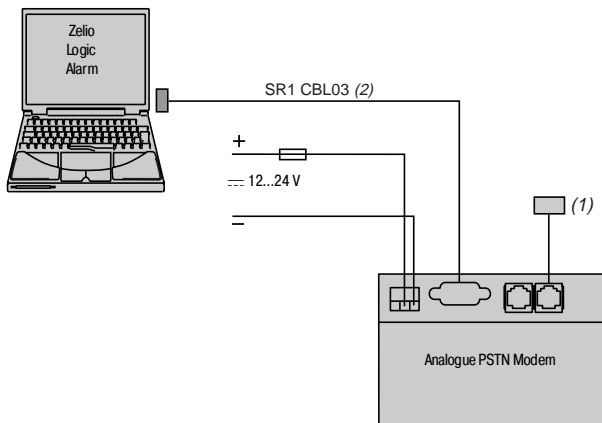 Zelio
Logic
Alarm
SR1 CBL03 (2)
+
12...24 V
–
(1)
Analogue PSTN Modem